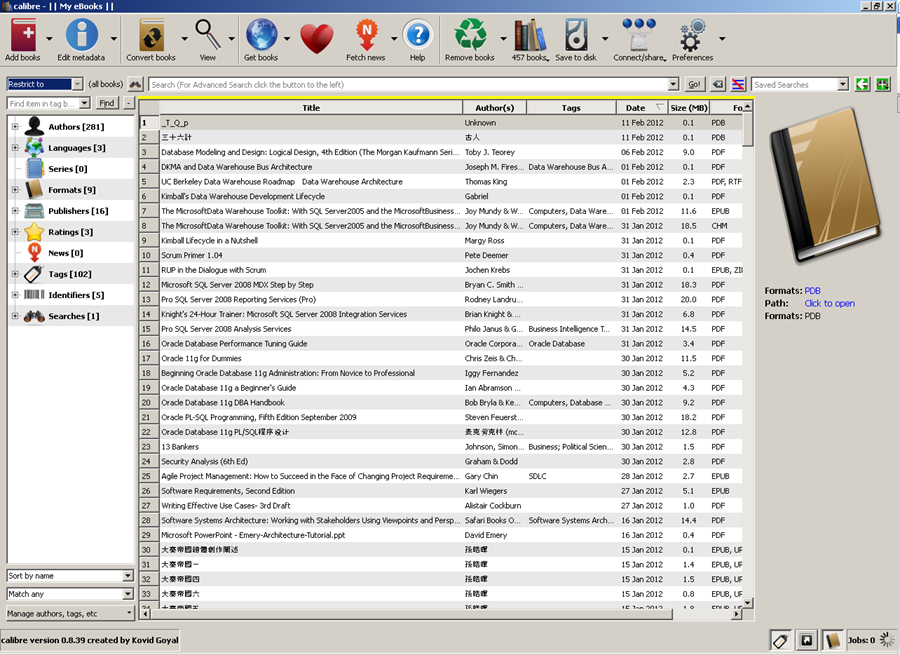 calibre - || My eBooks ||
Add books
Edit metadata
Convert books
View
Get books
Fetch news
Help
Remove books
457 books
Save to disk
Connect/share
Preferences
Restrict to
(all books)
Search (For Advanced Search click the button to the left)
Go!
Saved Searches
Find item in tag b...
Find
-
Authors [281]
Languages [3]
Series [0]
Formats [9]
Publishers [16]
Ratings [3]
News [0]
Tags [102]
Identifiers [5]
Searches [1]
Sort by name
Match any
Manage authors, tags, etc
Title Author(s) Tags Date Size (MB) Fo
1 _T_Q_p Unknown 11 Feb 2012 0.1 PDB
2 三十六計 古人 11 Feb 2012 0.1 PDB
3 Database Modeling and Design: Logical Design, 4th Edition (The Morgan Kaufmann Seri... Toby J. Teorey 06 Feb 2012 9.0 PDF
4 DKMA and Data Warehouse Bus Architecture Joseph M. Fires... Data Warehouse Bus A... 01 Feb 2012 0.1 PDF
5 UC Berkeley Data Warehouse Roadmap Data Warehouse Architecture Thomas King 01 Feb 2012 2.3 PDF, RTF
6 Kimball's Data Warehouse Development Lifecycle Gabriel 01 Feb 2012 0.1 PDF
7 The MicrosoftData Warehouse Toolkit: With SQL Server2005 and the MicrosoftBusiness... Joy Mundy & W... Computers, Data Ware... 01 Feb 2012 11.6 EPUB
8 The MicrosoftData Warehouse Toolkit: With SQL Server2005 and the MicrosoftBusiness... Joy Mundy & W... Computers, Data Ware... 31 Jan 2012 18.5 CHM
9 Kimball Lifecycle in a Nutshell Margy Ross 31 Jan 2012 0.1 PDF
10 Scrum Primer 1.04 Pete Deemer 31 Jan 2012 0.4 PDF
11 RUP in the Dialogue with Scrum Jochen Krebs 31 Jan 2012 0.1 EPUB, ZI
12 Microsoft SQL Server 2008 MDX Step by Step Bryan C. Smith ... 31 Jan 2012 18.3 PDF
13 Pro SQL Server 2008 Reporting Services (Pro) Rodney Landru... 31 Jan 2012 20.0 PDF
14 Knight's 24-Hour Trainer: Microsoft SQL Server 2008 Integration Services Brian Knight & ... 31 Jan 2012 6.8 PDF
15 Pro SQL Server 2008 Analysis Services Philo Janus & G... Business Intelligence T... 31 Jan 2012 14.5 PDF
16 Oracle Database Performance Tuning Guide Oracle Corpora... Oracle Database 31 Jan 2012 3.4 PDF
17 Oracle 11g for Dummies Chris Zeis & Ch... 30 Jan 2012 11.5 PDF
18 Beginning Oracle Database 11g Administration: From Novice to Professional Iggy Fernandez 30 Jan 2012 5.2 PDF
19 Oracle Database 11g a Beginner's Guide Ian Abramson ... 30 Jan 2012 4.3 PDF
20 Oracle Database 11g DBA Handbook Bob Bryla & Ke... Computers, Database ... 30 Jan 2012 9.2 PDF
21 Oracle PL-SQL Programming, Fifth Edition September 2009 Steven Feuerst... 30 Jan 2012 18.2 PDF
22 Oracle Database 11g PL/SQL程序设计 麦克劳克林 (mc... 30 Jan 2012 12.8 PDF
23 13 Bankers Johnson, Simon... Business; Political Scien... 30 Jan 2012 1.5 PDF
24 Security Analysis (6th Ed) Graham & Dodd 30 Jan 2012 2.8 PDF
25 Agile Project Management: How to Succeed in the Face of Changing Project Requireme... Gary Chin SDLC 28 Jan 2012 2.7 EPUB
26 Software Requirements, Second Edition Karl Wiegers 27 Jan 2012 5.1 EPUB
27 Writing Effective Use Cases- 3rd Draft Alistair Cockburn 27 Jan 2012 1.0 PDF
28 Software Systems Architecture: Working with Stakeholders Using Viewpoints and Persp... Safari Books O... Software Systems Arch... 16 Jan 2012 14.4 PDF
29 Microsoft PowerPoint - Emery-Architecture-Tutorial.ppt David Emery 16 Jan 2012 0.4 PDF
30 大秦帝國 孫皓暉 15 Jan 2012 0.1 EPUB, UP
31 大秦帝國一 孫皓暉 15 Jan 2012 1.4 EPUB, UP
32 大秦帝國四 孫皓暉 15 Jan 2012 1.5 EPUB, UP
33 大秦帝國六 孫皓暉 15 Jan 2012 0.8 EPUB, UP
Formats: PDB
Path: Click to open
Formats: PDB
calibre version 0.8.39 created by Kovid Goyal
Jobs: 0